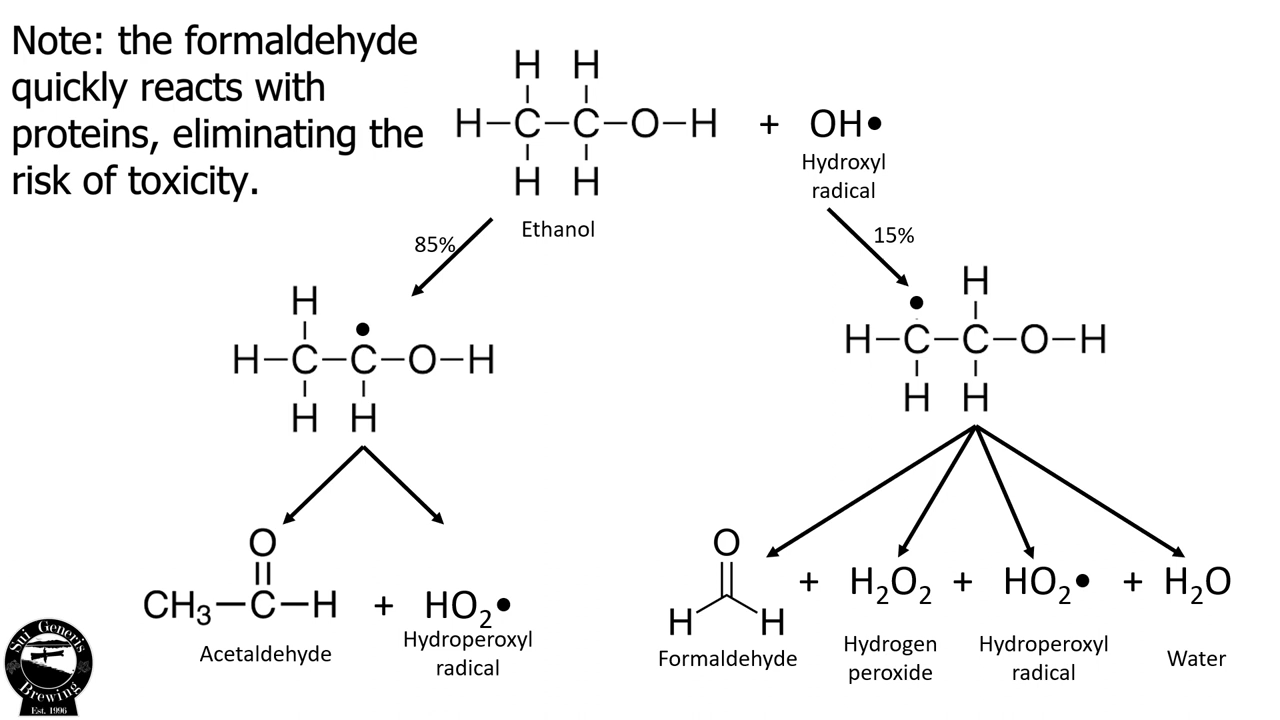 Note: the formaldehyde
quickly reacts with
proteins, eliminating the
risk of toxicity.
H H
H–C–C–O–H + OH•
H H
Hydroxyl
radical
Ethanol
85%
15%
H
•
H–C–C–O–H
H H
H
•
H–C–C–O–H
H H
O
CH₃–C–H + HO₂•
Acetaldehyde
Hydroperoxyl
radical
O
H H + H₂O₂ + HO₂• + H₂O
Formaldehyde
Hydrogen
peroxide
Hydroperoxyl
radical
Water
Sui Generis
Brewing
Est. 1996